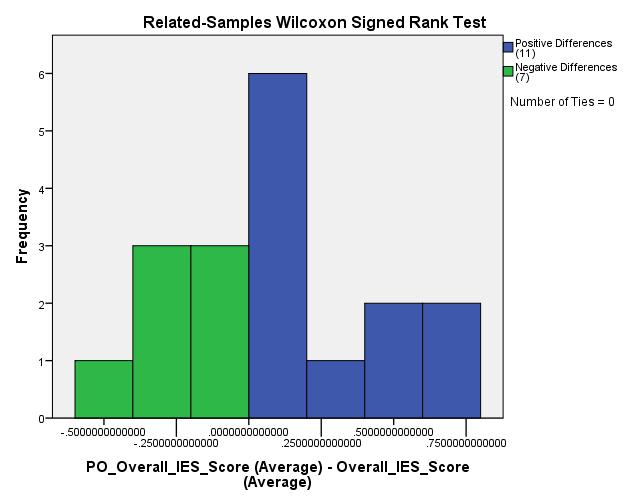 Related-Samples Wilcoxon Signed Rank Test
Positive Differences
(11)
Negative Differences
(7)
Number of Ties = 0
Frequency
6
5
4
3
2
1
0
-.5000000000000
-.2500000000000
.0000000000000
.2500000000000
.5000000000000
.7500000000000
PO_Overall_IES_Score (Average) - Overall_IES_Score
(Average)